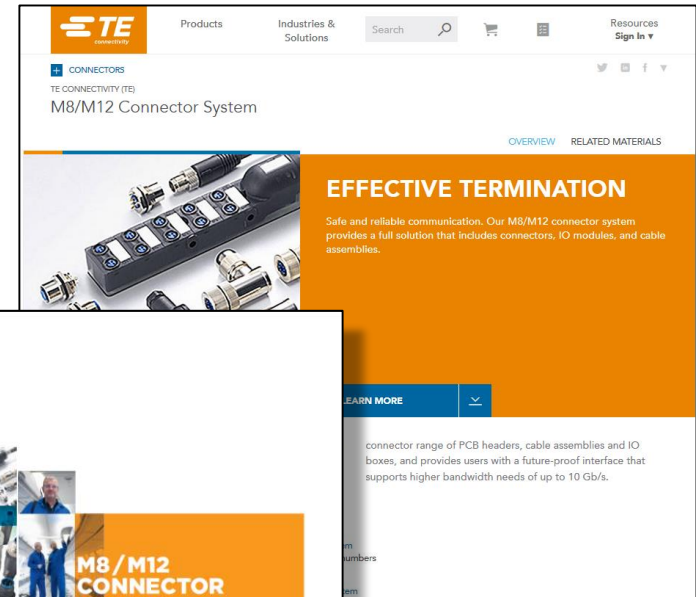 TE
connectivity
Products
Industries &
Solutions
Search
Resources
Sign In ▾
+ CONNECTORS
TE CONNECTIVITY (TE)
M8/M12 Connector System
OVERVIEW RELATED MATERIALS
EFFECTIVE TERMINATION
Safe and reliable communication. Our M8/M12 connector system
provides a full solution that includes connectors, IO modules, and cable
assemblies.
LEARN MORE
connector range of PCB headers, cable assemblies and IO
boxes, and provides users with a future-proof interface that
supports higher bandwidth needs of up to 10 Gb/s.
numbers
M8/M12
CONNECTOR